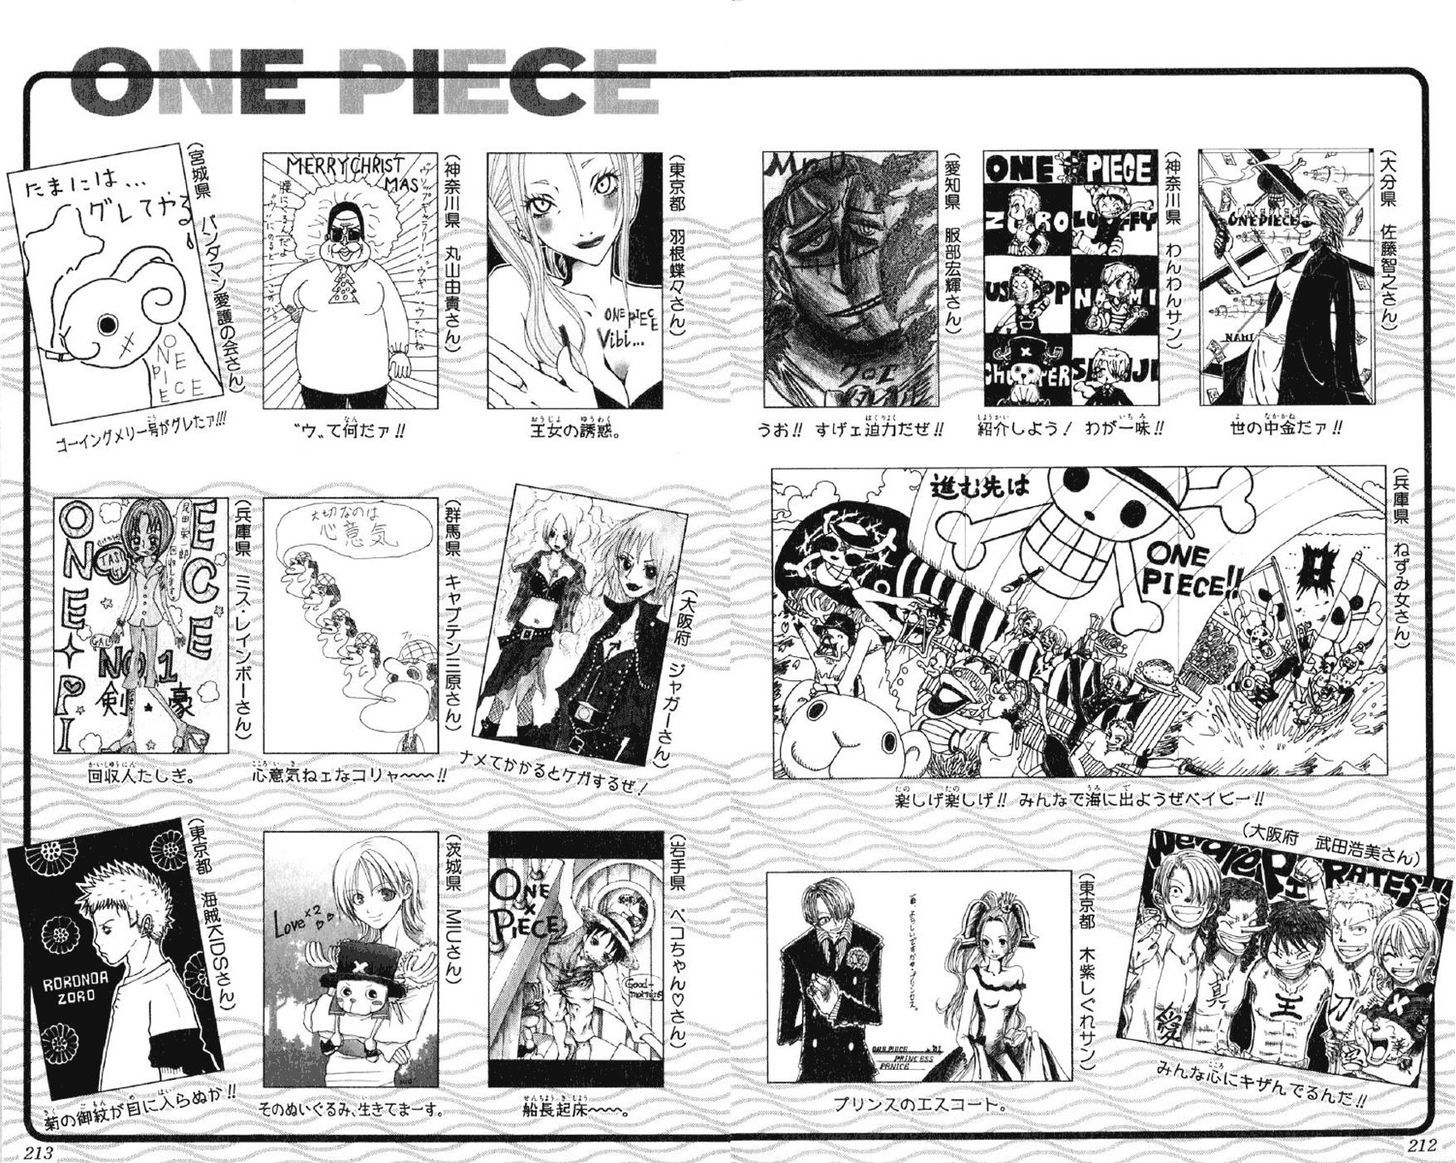 ONE PIECE
(大分県 佐藤智之さん)
ONEPIECE
NAMI
世の中金だァ!!
(神奈川県 わんわんサン)
ONE PIECE
ZORO
LUFFY
USOPP
NAMI
CHOPPER
SANJI
紹介しよう! わが一味!!
(愛知県 服部宏輝さん)
うお!! すげェ迫力だぜ!!
(兵庫県 ねずみ女さん)
進む先は
ONE
PIECE!!
楽しげ楽しげ!! みんなで海に出ようぜベイビー!!
(大阪府 武田浩美さん)
We are PIRATES!!
愛
真
王
刀
みんな心にキザんでるんだ!!
(東京都 木紫しぐれサン)
ONE PIECE
PRINCESS
PANICE
プリンスのエスコート。
212
(東京都 羽根蝶々さん)
ONE PIECE
Vibi...
王女の誘惑。
(神奈川県 丸山由貴さん)
MERRY CHRIST
MAS
"ウ"て何だァ!!
(宮城県 パンダマン愛護の会さん)
たまには...
グレてやる
ONE
PIECE
ゴーイングメリー号がグレたァ!!!
(大阪府 ジャガーさん)
ナメてかかるとケガするぜ!
(群馬県 キャプテン三原さん)
大切なのは
心意気
心意気ねェなコリャ〜〜!!
(兵庫県 ミス・レインボーさん)
ONE・PI
ECE
NO.1
剣★豪
回収人たしぎ。
(岩手県 ペコちゃん♡さん)
ONE
PIECE
Good-
morning
船長起床〜〜。
(茨城県 MICさん)
Love×2
そのぬいぐるみ、生きてまーす。
(東京都 海賊KIDSさん)
RORONOA
ZORO
菊の御紋が目に入らぬか!!
213